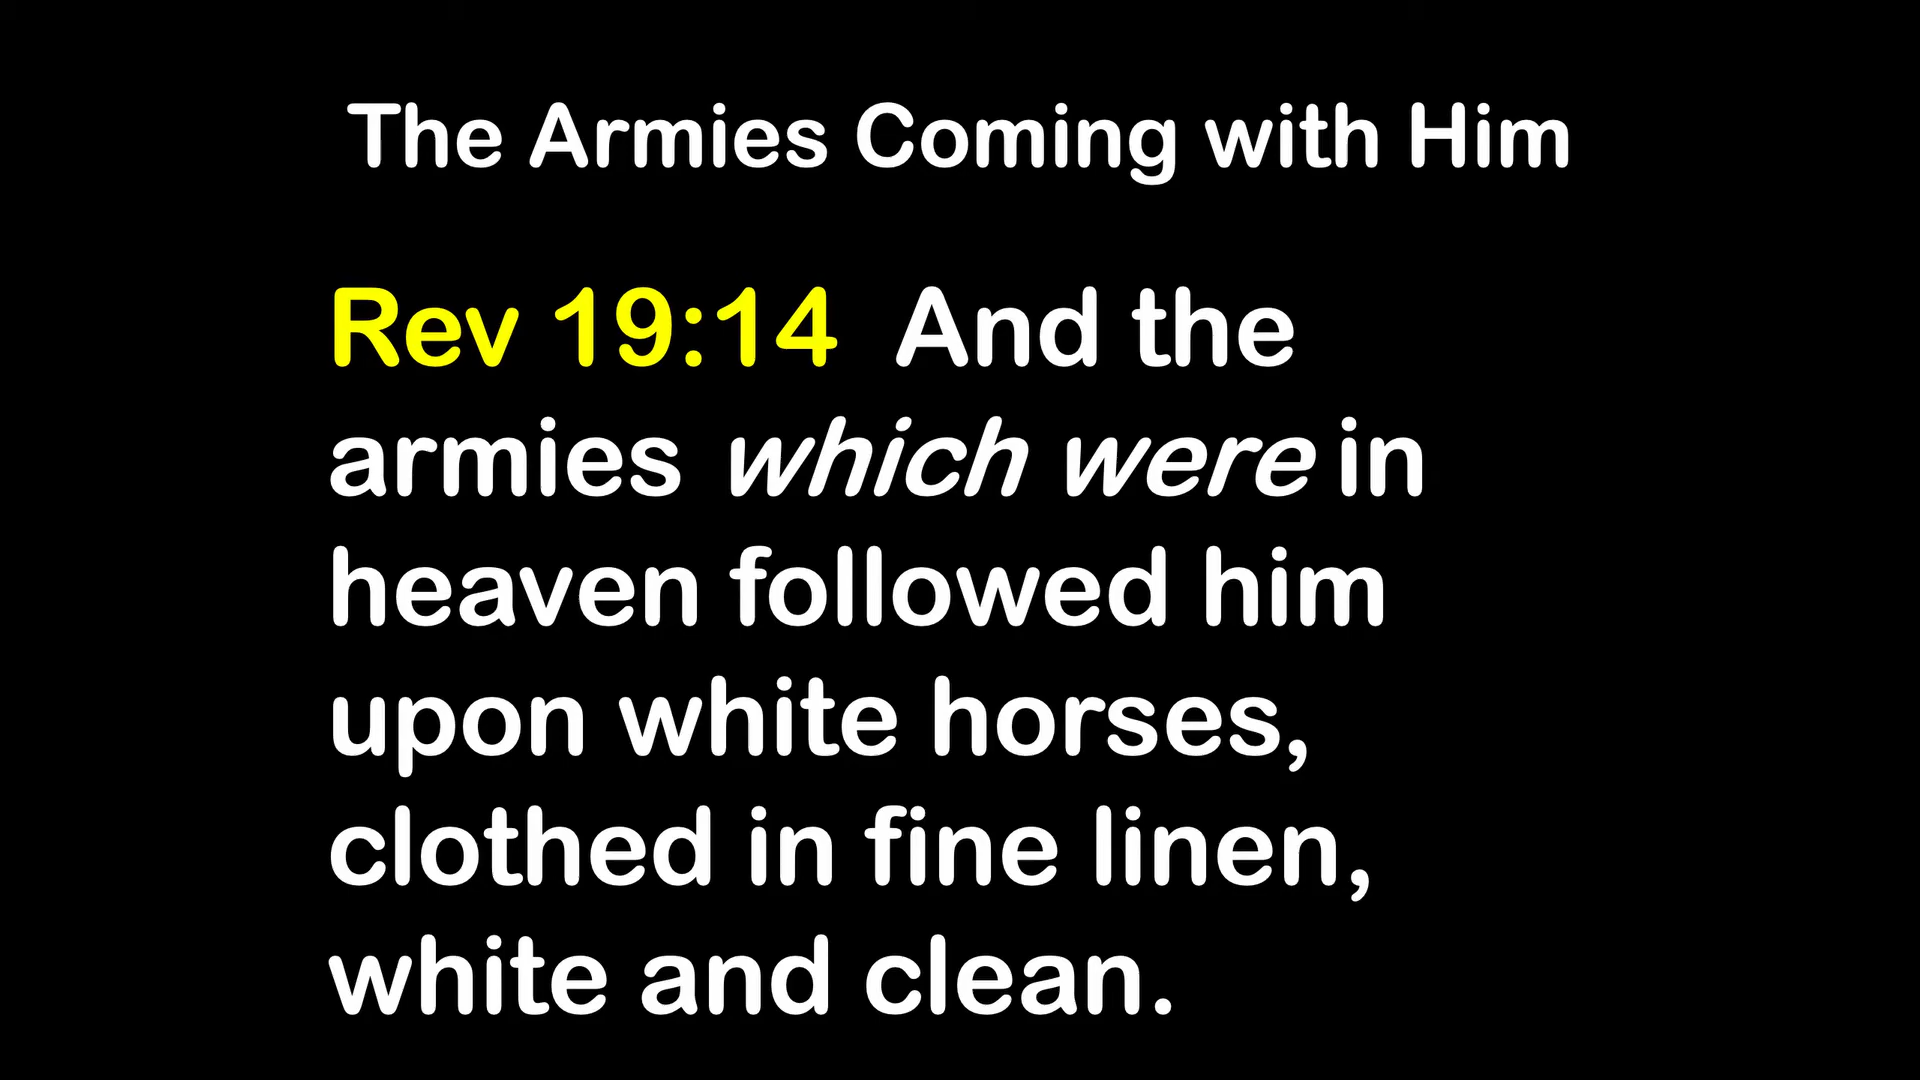 The Armies Coming with Him
Rev 19:14  And the
armies which were in
heaven followed him
upon white horses,
clothed in fine linen,
white and clean.